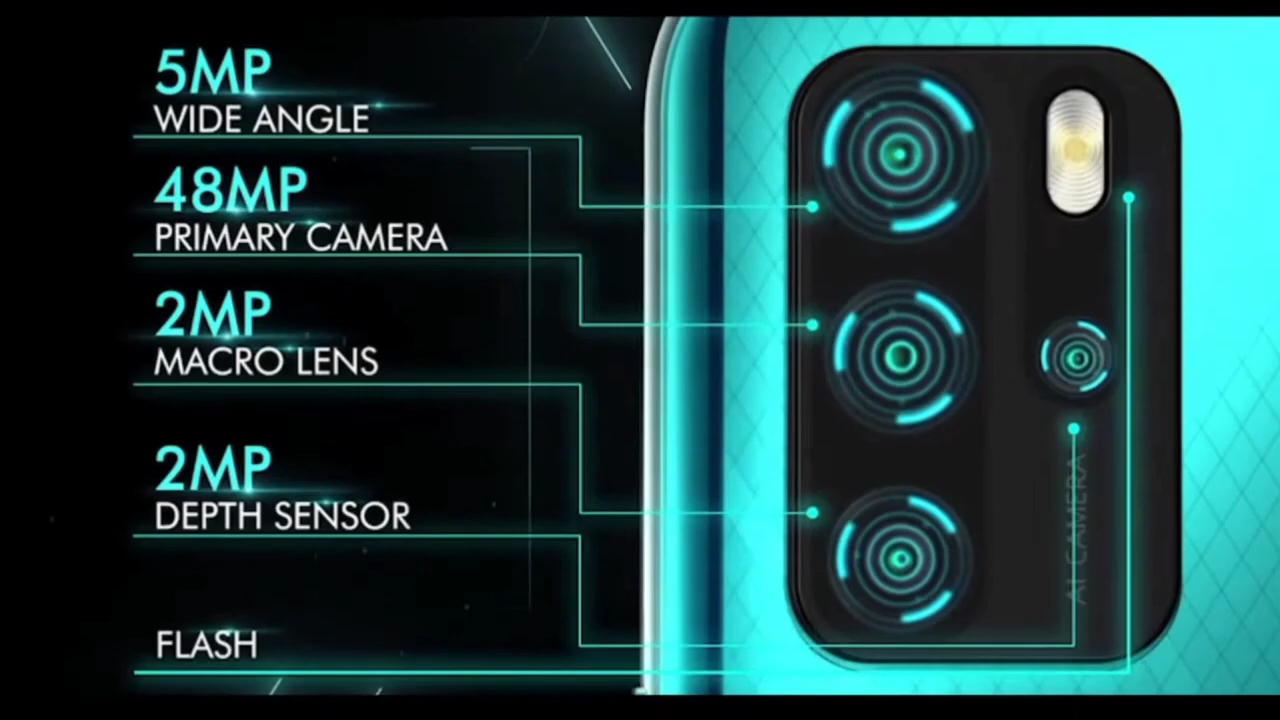 5MP
WIDE ANGLE
48MP
PRIMARY CAMERA
2MP
MACRO LENS
2MP
DEPTH SENSOR
FLASH
AI CAMERA